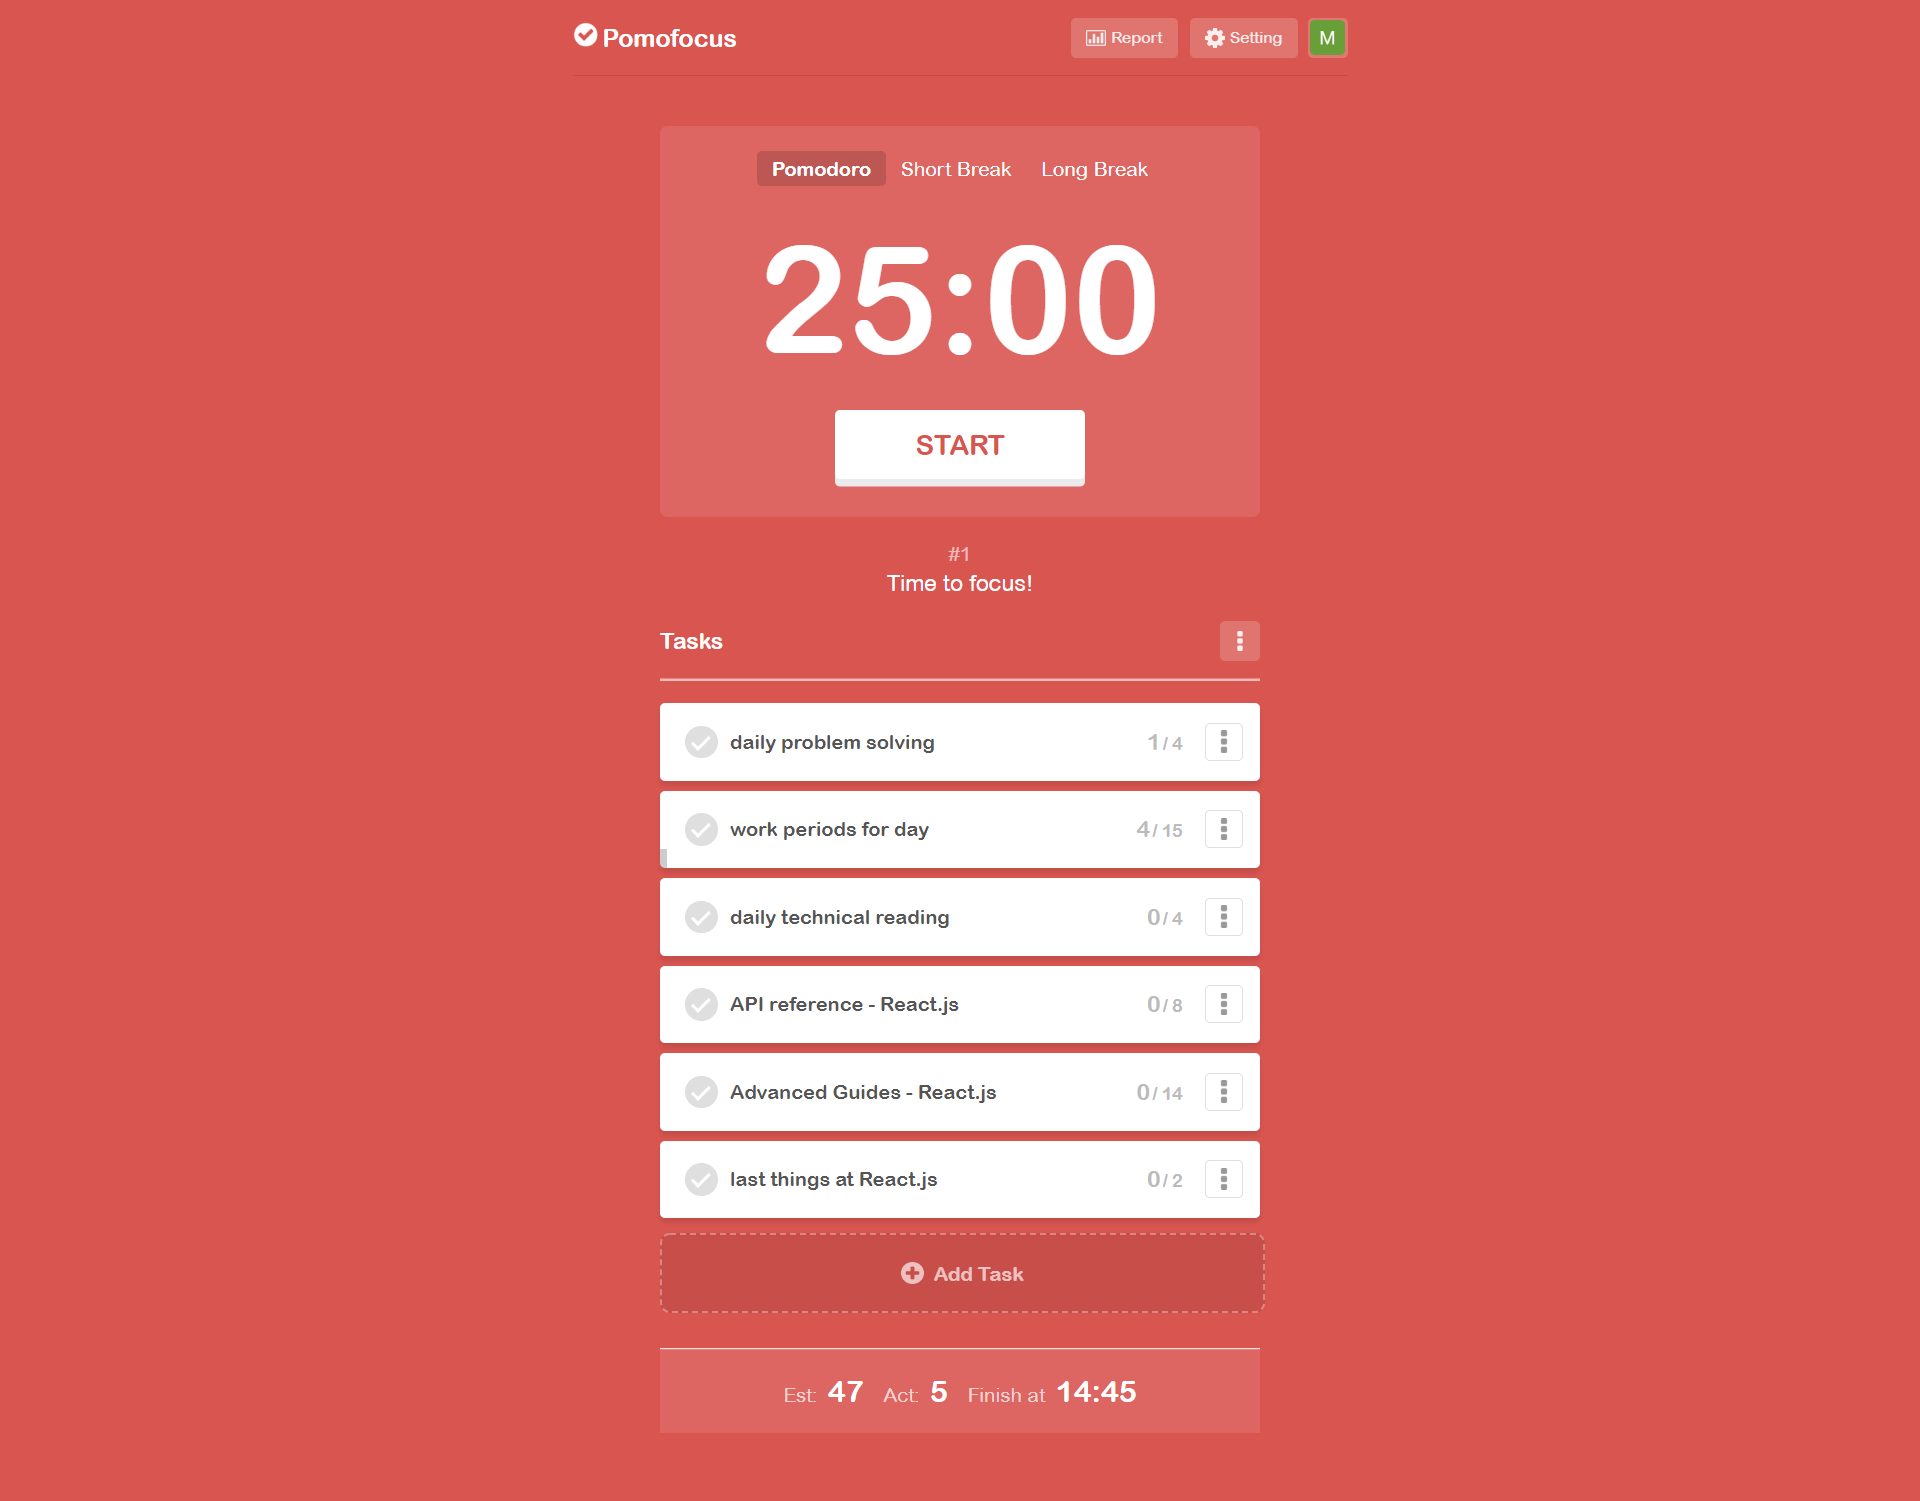 Pomofocus
Report Setting M
Pomodoro Short Break Long Break
25:00
START
#1
Time to focus!
Tasks
daily problem solving 1/ 4
work periods for day 4/ 15
daily technical reading 0/ 4
API reference - React.js 0/ 8
Advanced Guides - React.js 0/ 14
last things at React.js 0/ 2
Add Task
Est: 47 Act: 5 Finish at 14:45